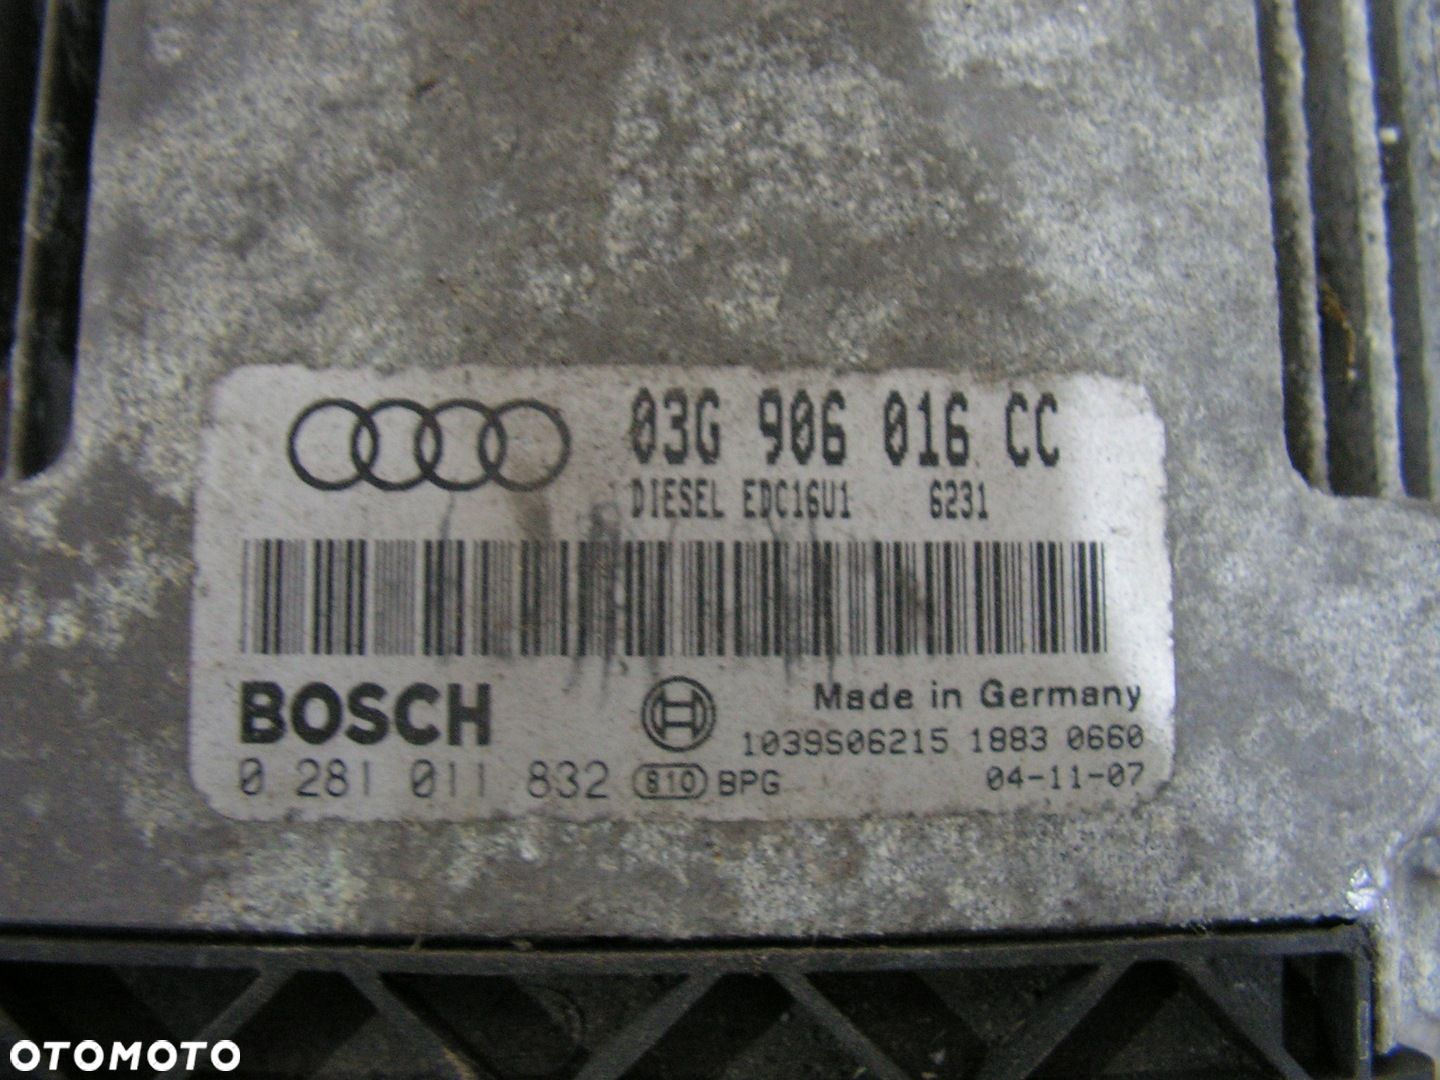 03G 906 016 CC
DIESEL EDC16U1 6231
BOSCH
Made in Germany
1039S06215 1883 0660
0 281 011 832 810 BPG 04-11-07
OTOMOTO